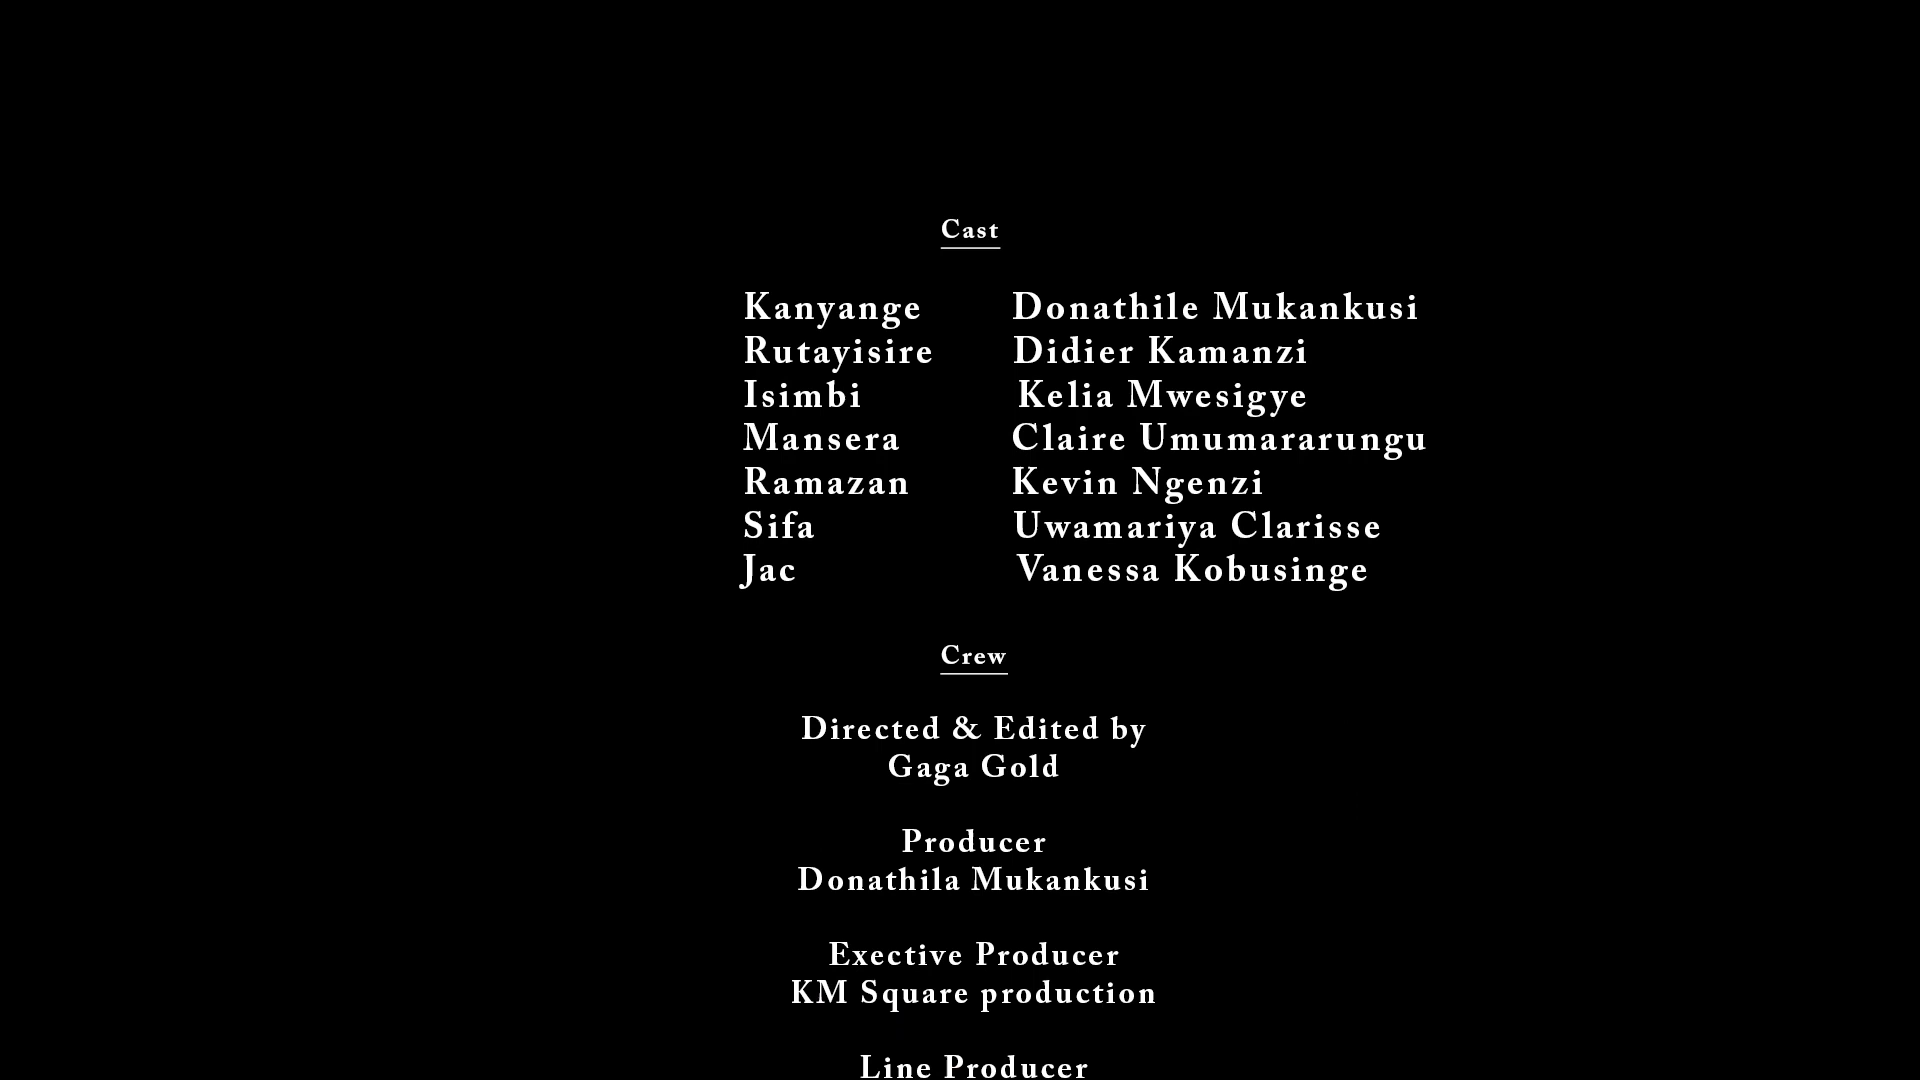 Cast
Kanyange Donathile Mukankusi
Rutayisire Didier Kamanzi
Isimbi Kelia Mwesigye
Mansera Claire Umumararungu
Ramazan Kevin Ngenzi
Sifa Uwamariya Clarisse
Jac Vanessa Kobusinge
Crew
Directed & Edited by
Gaga Gold
Producer
Donathila Mukankusi
Exective Producer
KM Square production
Line Producer